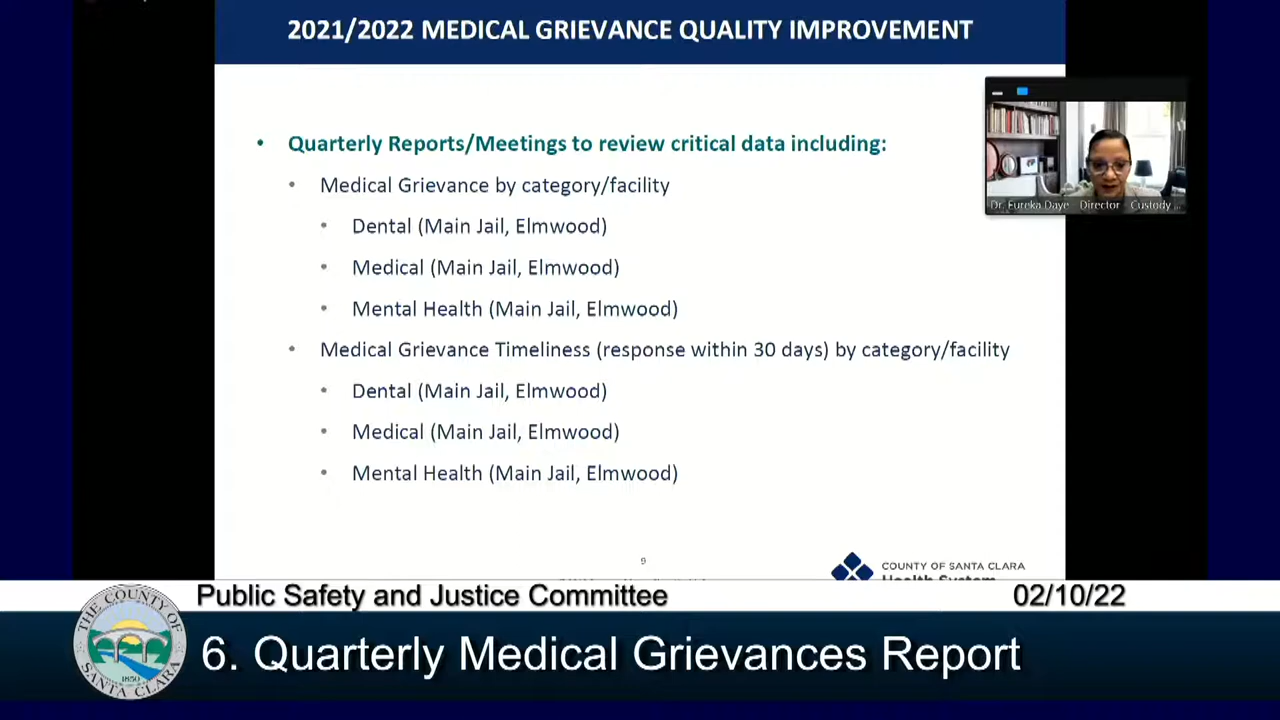 2021/2022 MEDICAL GRIEVANCE QUALITY IMPROVEMENT
• Quarterly Reports/Meetings to review critical data including:
• Medical Grievance by category/facility
• Dental (Main Jail, Elmwood)
• Medical (Main Jail, Elmwood)
• Mental Health (Main Jail, Elmwood)
• Medical Grievance Timeliness (response within 30 days) by category/facility
• Dental (Main Jail, Elmwood)
• Medical (Main Jail, Elmwood)
• Mental Health (Main Jail, Elmwood)
Dr. Eureka Daye Director Custody ...
9
COUNTY OF SANTA CLARA
Health System
Public Safety and Justice Committee
02/10/22
THE COUNTY OF SANTA CLARA
1850
6. Quarterly Medical Grievances Report